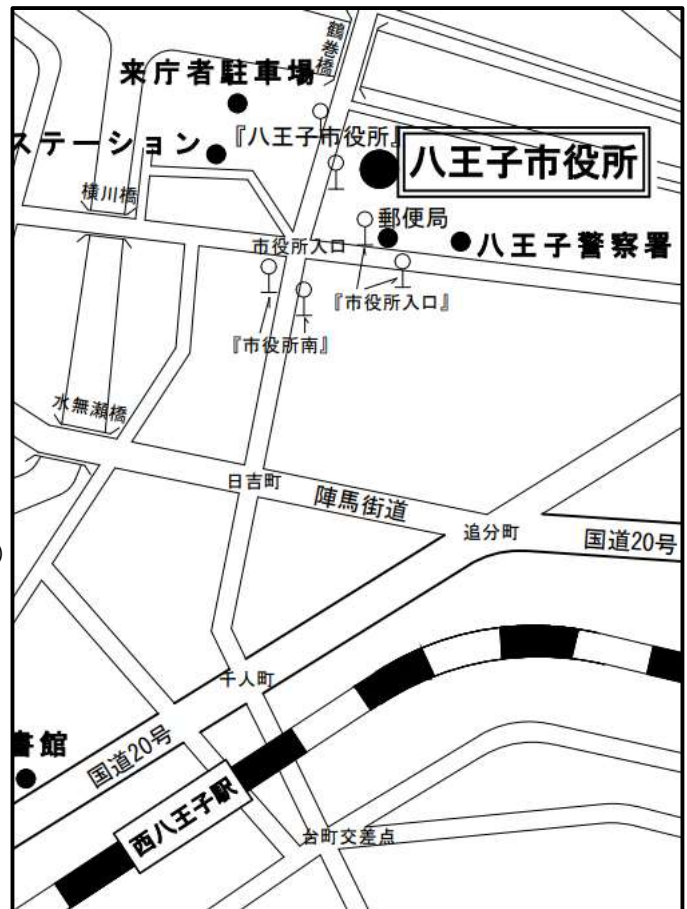 鶴巻橋
来庁者駐車場
ステーション
『八王子市役所』
八王子市役所
横川橋
郵便局
市役所入口
八王子警察署
『市役所入口』
『市役所南』
水無瀬橋
日吉町
陣馬街道
追分町
国道20号
)
千人町
書館
国道20号
西八王子駅
台町交差点